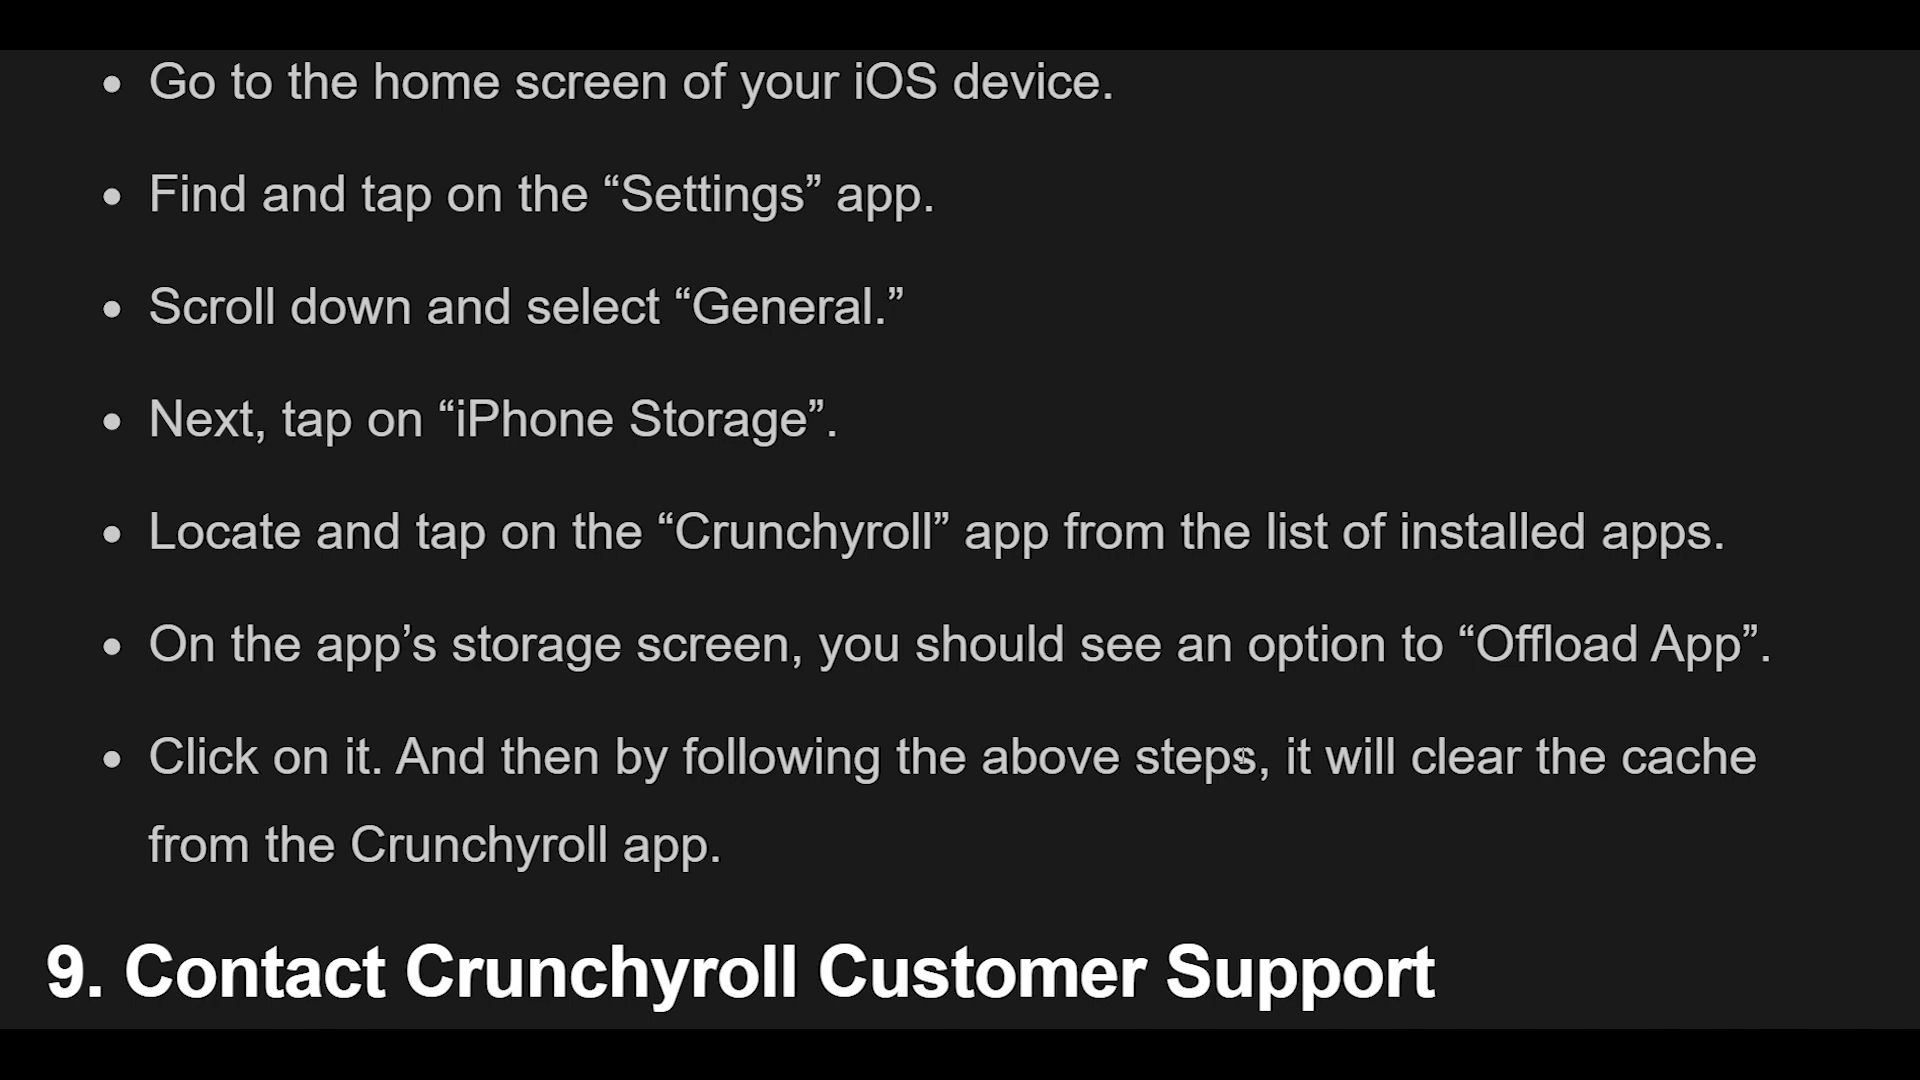 • Go to the home screen of your iOS device.
• Find and tap on the “Settings” app.
• Scroll down and select “General.”
• Next, tap on “iPhone Storage”.
• Locate and tap on the “Crunchyroll” app from the list of installed apps.
• On the app’s storage screen, you should see an option to “Offload App”.
• Click on it. And then by following the above steps, it will clear the cache
from the Crunchyroll app.
9. Contact Crunchyroll Customer Support